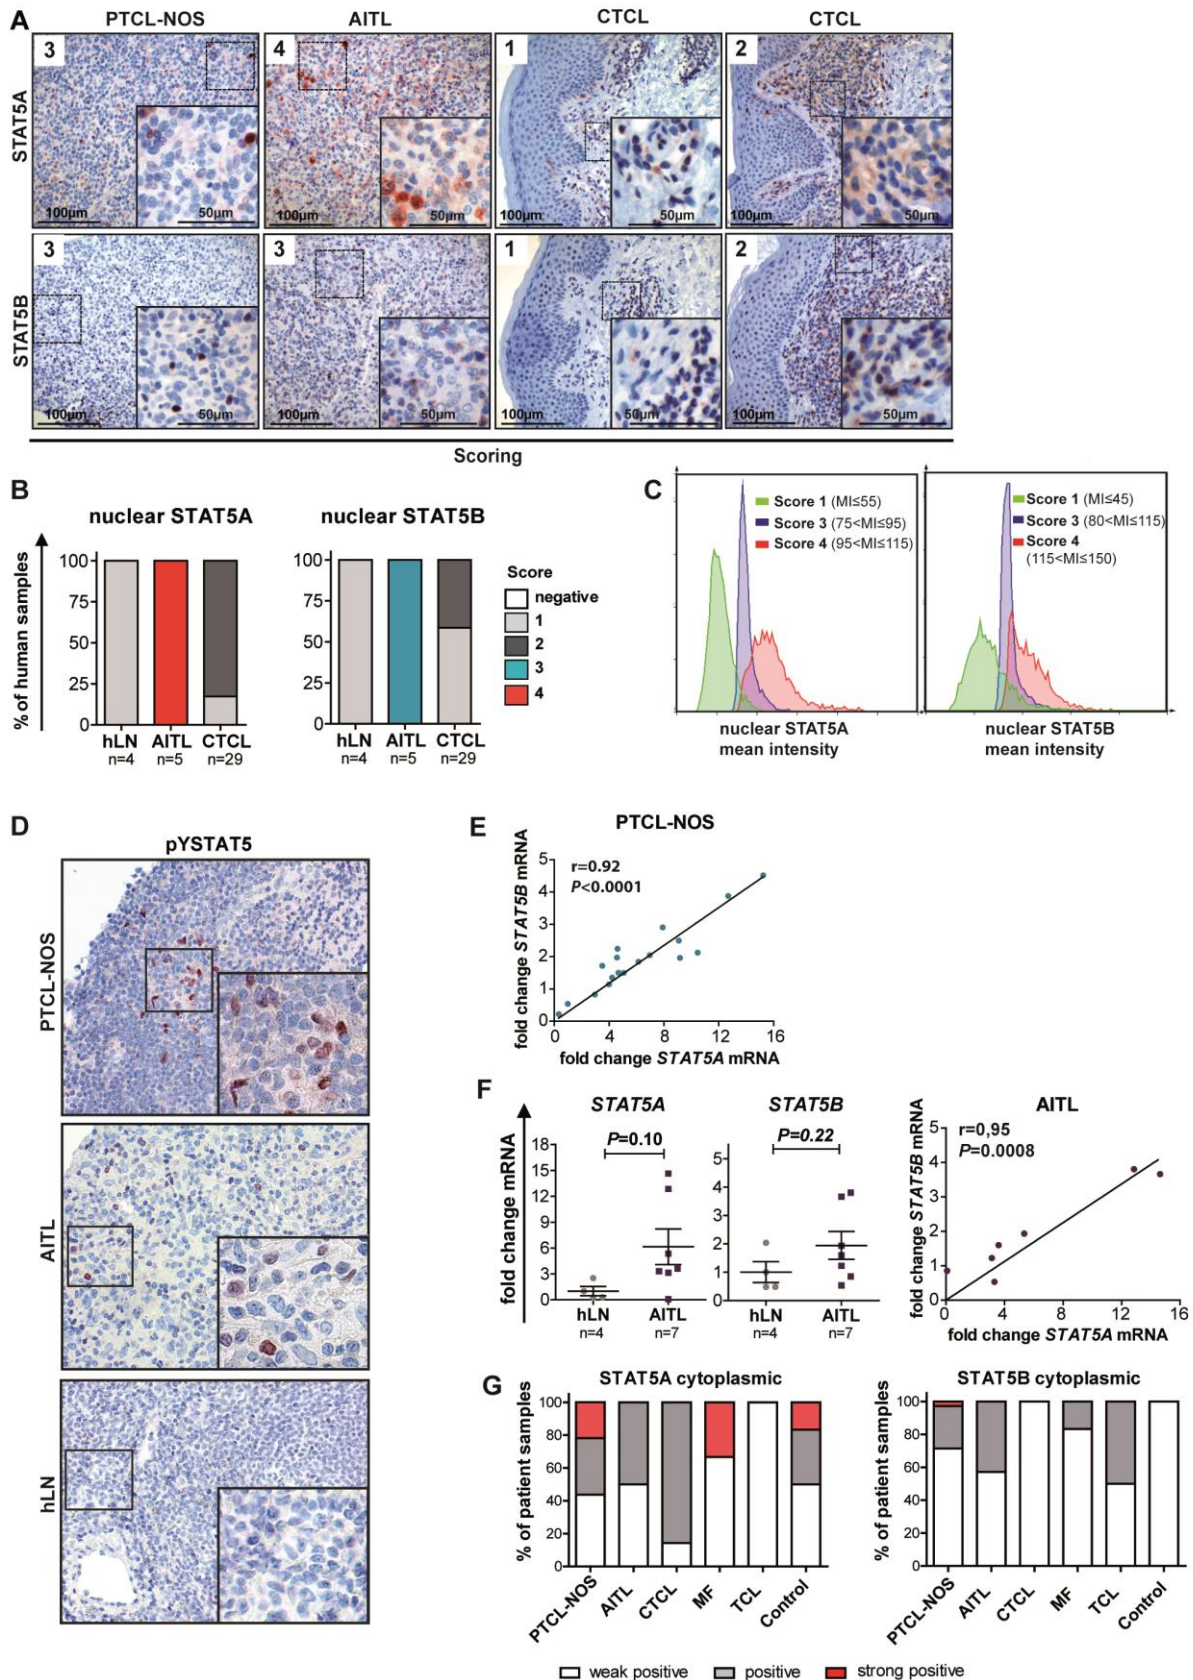 A
PTCL-NOS AITL CTCL CTCL
STAT5A
3 4 1 2
100µm 50µm 100µm 50µm 100µm 50µm 100µm 50µm
STAT5B
3 3 1 2
100µm 50µm 100µm 50µm 100µm 50µm 100µm 50µm
Scoring
B
nuclear STAT5A nuclear STAT5B
% of human samples
100
75
50
25
0
hLN AITL CTCL
n=4 n=5 n=29
100
75
50
25
0
hLN AITL CTCL
n=4 n=5 n=29
Score
negative
1
2
3
4
C
Score 1 (MI≤55)
Score 3 (75<MI≤95)
Score 4 (95<MI≤115)
nuclear STAT5A
mean intensity
Score 1 (MI≤45)
Score 3 (80<MI≤115)
Score 4
(115<MI≤150)
nuclear STAT5B
mean intensity
D
pYSTAT5
PTCL-NOS
AITL
hLN
E
PTCL-NOS
fold change STAT5B mRNA
r=0.92
P<0.0001
5
4
3
2
1
0
0 4 8 12 16
fold change STAT5A mRNA
F
fold change mRNA
STAT5A
P=0.10
18
15
12
9
6
3
0
hLN AITL
n=4 n=7
STAT5B
P=0.22
5
4
3
2
1
0
hLN AITL
n=4 n=7
AITL
fold change STAT5B mRNA
r=0,95
P=0.0008
5
4
3
2
1
0
0 4 8 12 16
fold change STAT5A mRNA
G
STAT5A cytoplasmic
% of patient samples
100
80
60
40
20
0
PTCL-NOS AITL CTCL MF TCL Control
STAT5B cytoplasmic
% of patient samples
100
80
60
40
20
0
PTCL-NOS AITL CTCL MF TCL Control
weak positive positive strong positive